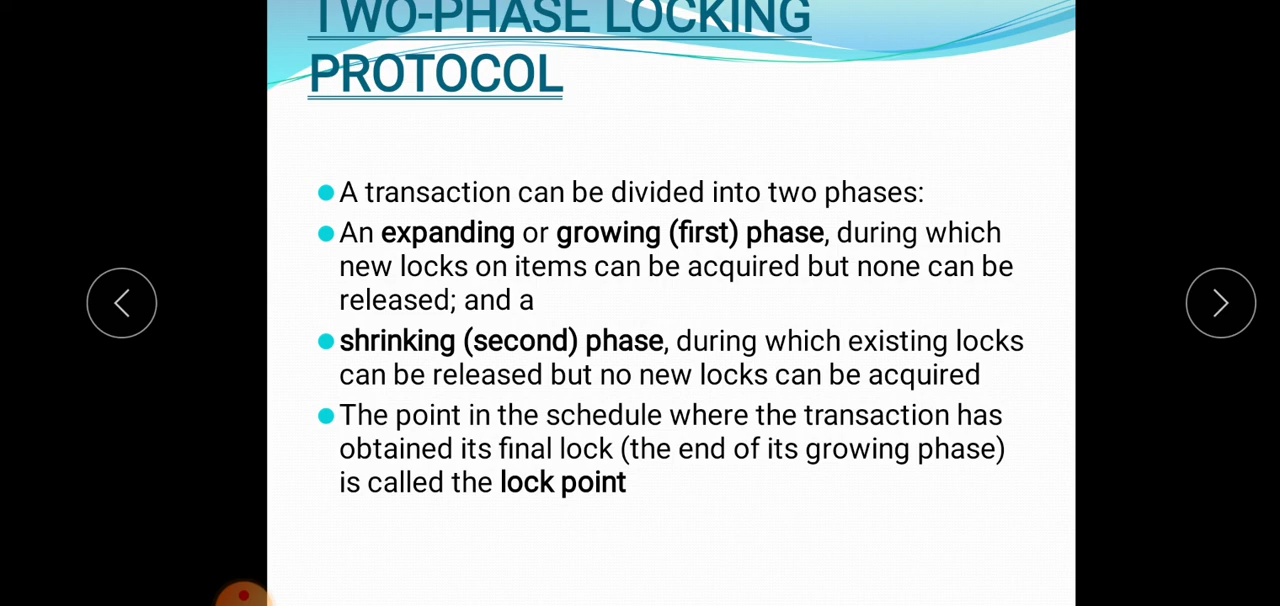 TWO-PHASE LOCKING
PROTOCOL
A transaction can be divided into two phases:
An expanding or growing (first) phase, during which
new locks on items can be acquired but none can be
released; and a
shrinking (second) phase, during which existing locks
can be released but no new locks can be acquired
The point in the schedule where the transaction has
obtained its final lock (the end of its growing phase)
is called the lock point